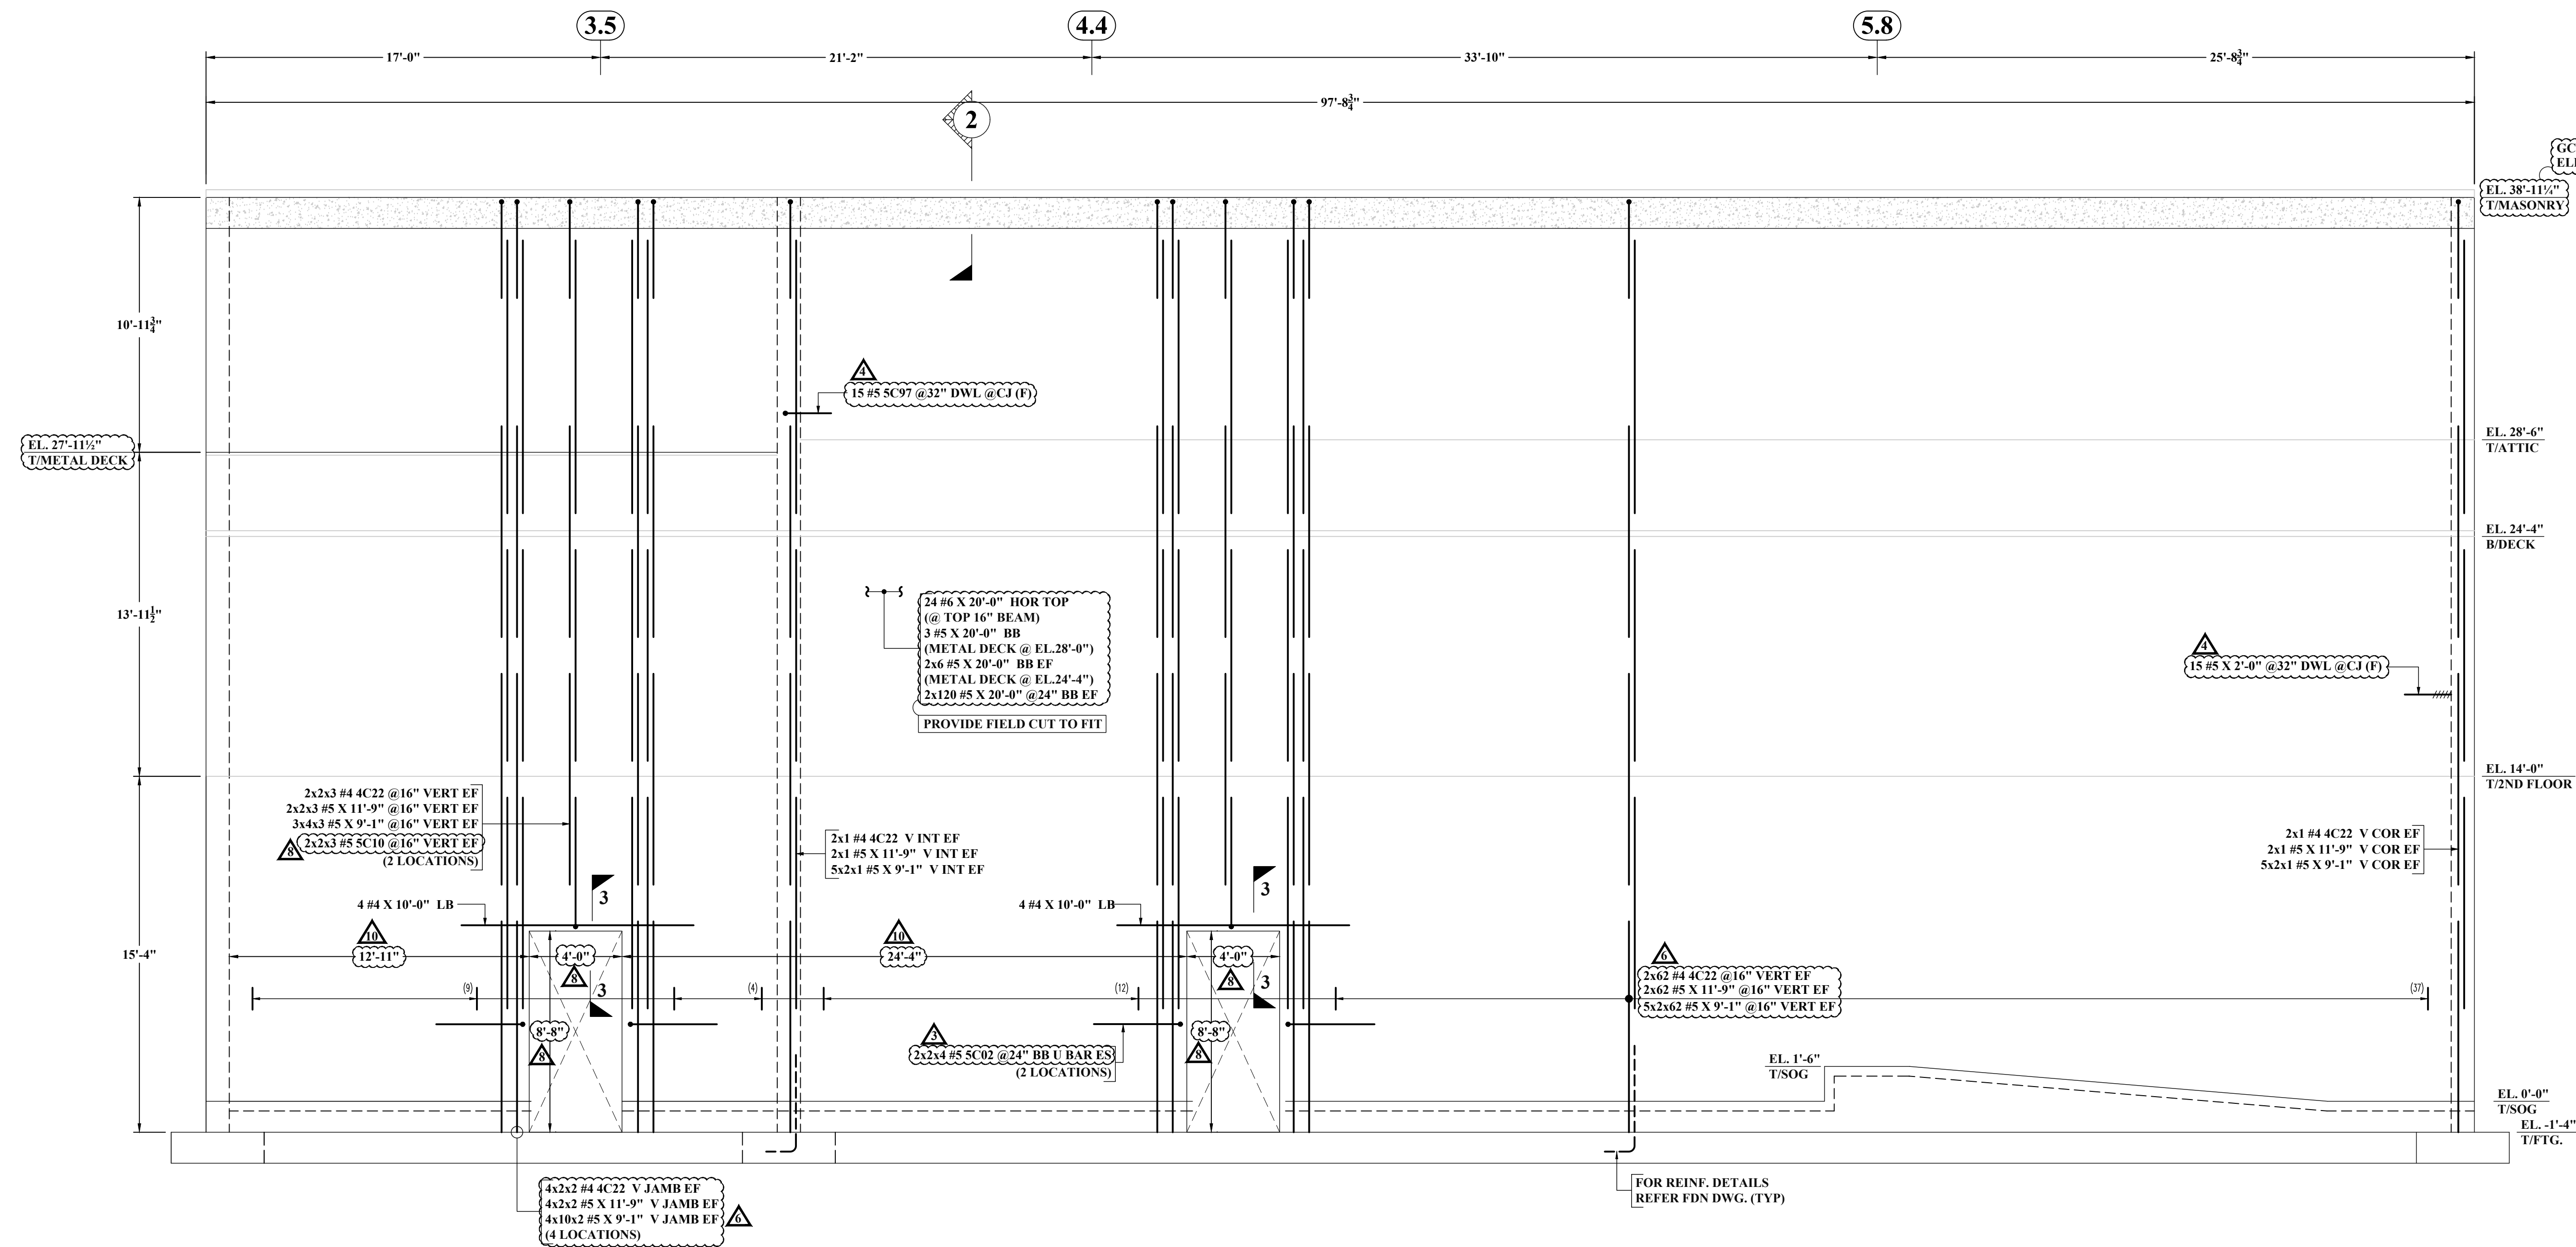 3.5
4.4
5.8
17'-0"
21'-2"
33'-10"
25'-8¾"
97'-8¾"
2
GC
EL. 38'-11¼"
T/MASONRY
10'-11¾"
4
15 #5 5C97 @32" DWL @CJ (F)
EL. 27'-11½"
T/METAL DECK
EL. 28'-6"
T/ATTIC
EL. 24'-4"
B/DECK
13'-11½"
24 #6 X 20'-0" HOR TOP
(@ TOP 16" BEAM)
3 #5 X 20'-0" BB
(METAL DECK @ EL.28'-0")
2x6 #5 X 20'-0" BB EF
(METAL DECK @ EL.24'-4")
2x120 #5 X 20'-0" @24" BB EF
PROVIDE FIELD CUT TO FIT
4
15 #5 X 2'-0" @32" DWL @CJ (F)
EL. 14'-0"
T/2ND FLOOR
2x2x3 #4 4C22 @16" VERT EF
2x2x3 #5 X 11'-9" @16" VERT EF
3x4x3 #5 X 9'-1" @16" VERT EF
8 2x2x3 #5 5C10 @16" VERT EF
(2 LOCATIONS)
2x1 #4 4C22 V INT EF
2x1 #5 X 11'-9" V INT EF
5x2x1 #5 X 9'-1" V INT EF
2x1 #4 4C22 V COR EF
2x1 #5 X 11'-9" V COR EF
5x2x1 #5 X 9'-1" V COR EF
3
3
4 #4 X 10'-0" LB
4 #4 X 10'-0" LB
15'-4"
10
12'-11"
4'-0"
8
10
24'-4"
4'-0"
8
6
2x62 #4 4C22 @16" VERT EF
2x62 #5 X 11'-9" @16" VERT EF
5x2x62 #5 X 9'-1" @16" VERT EF
(9)
3
(4)
(12)
3
(37)
8'-8"
8
3
2x2x4 #5 5C02 @24" BB U BAR ES
(2 LOCATIONS)
8'-8"
8
EL. 1'-6"
T/SOG
EL. 0'-0"
T/SOG
EL. -1'-4"
T/FTG.
4x2x2 #4 4C22 V JAMB EF
4x2x2 #5 X 11'-9" V JAMB EF
4x10x2 #5 X 9'-1" V JAMB EF
(4 LOCATIONS)
6
FOR REINF. DETAILS
REFER FDN DWG. (TYP)